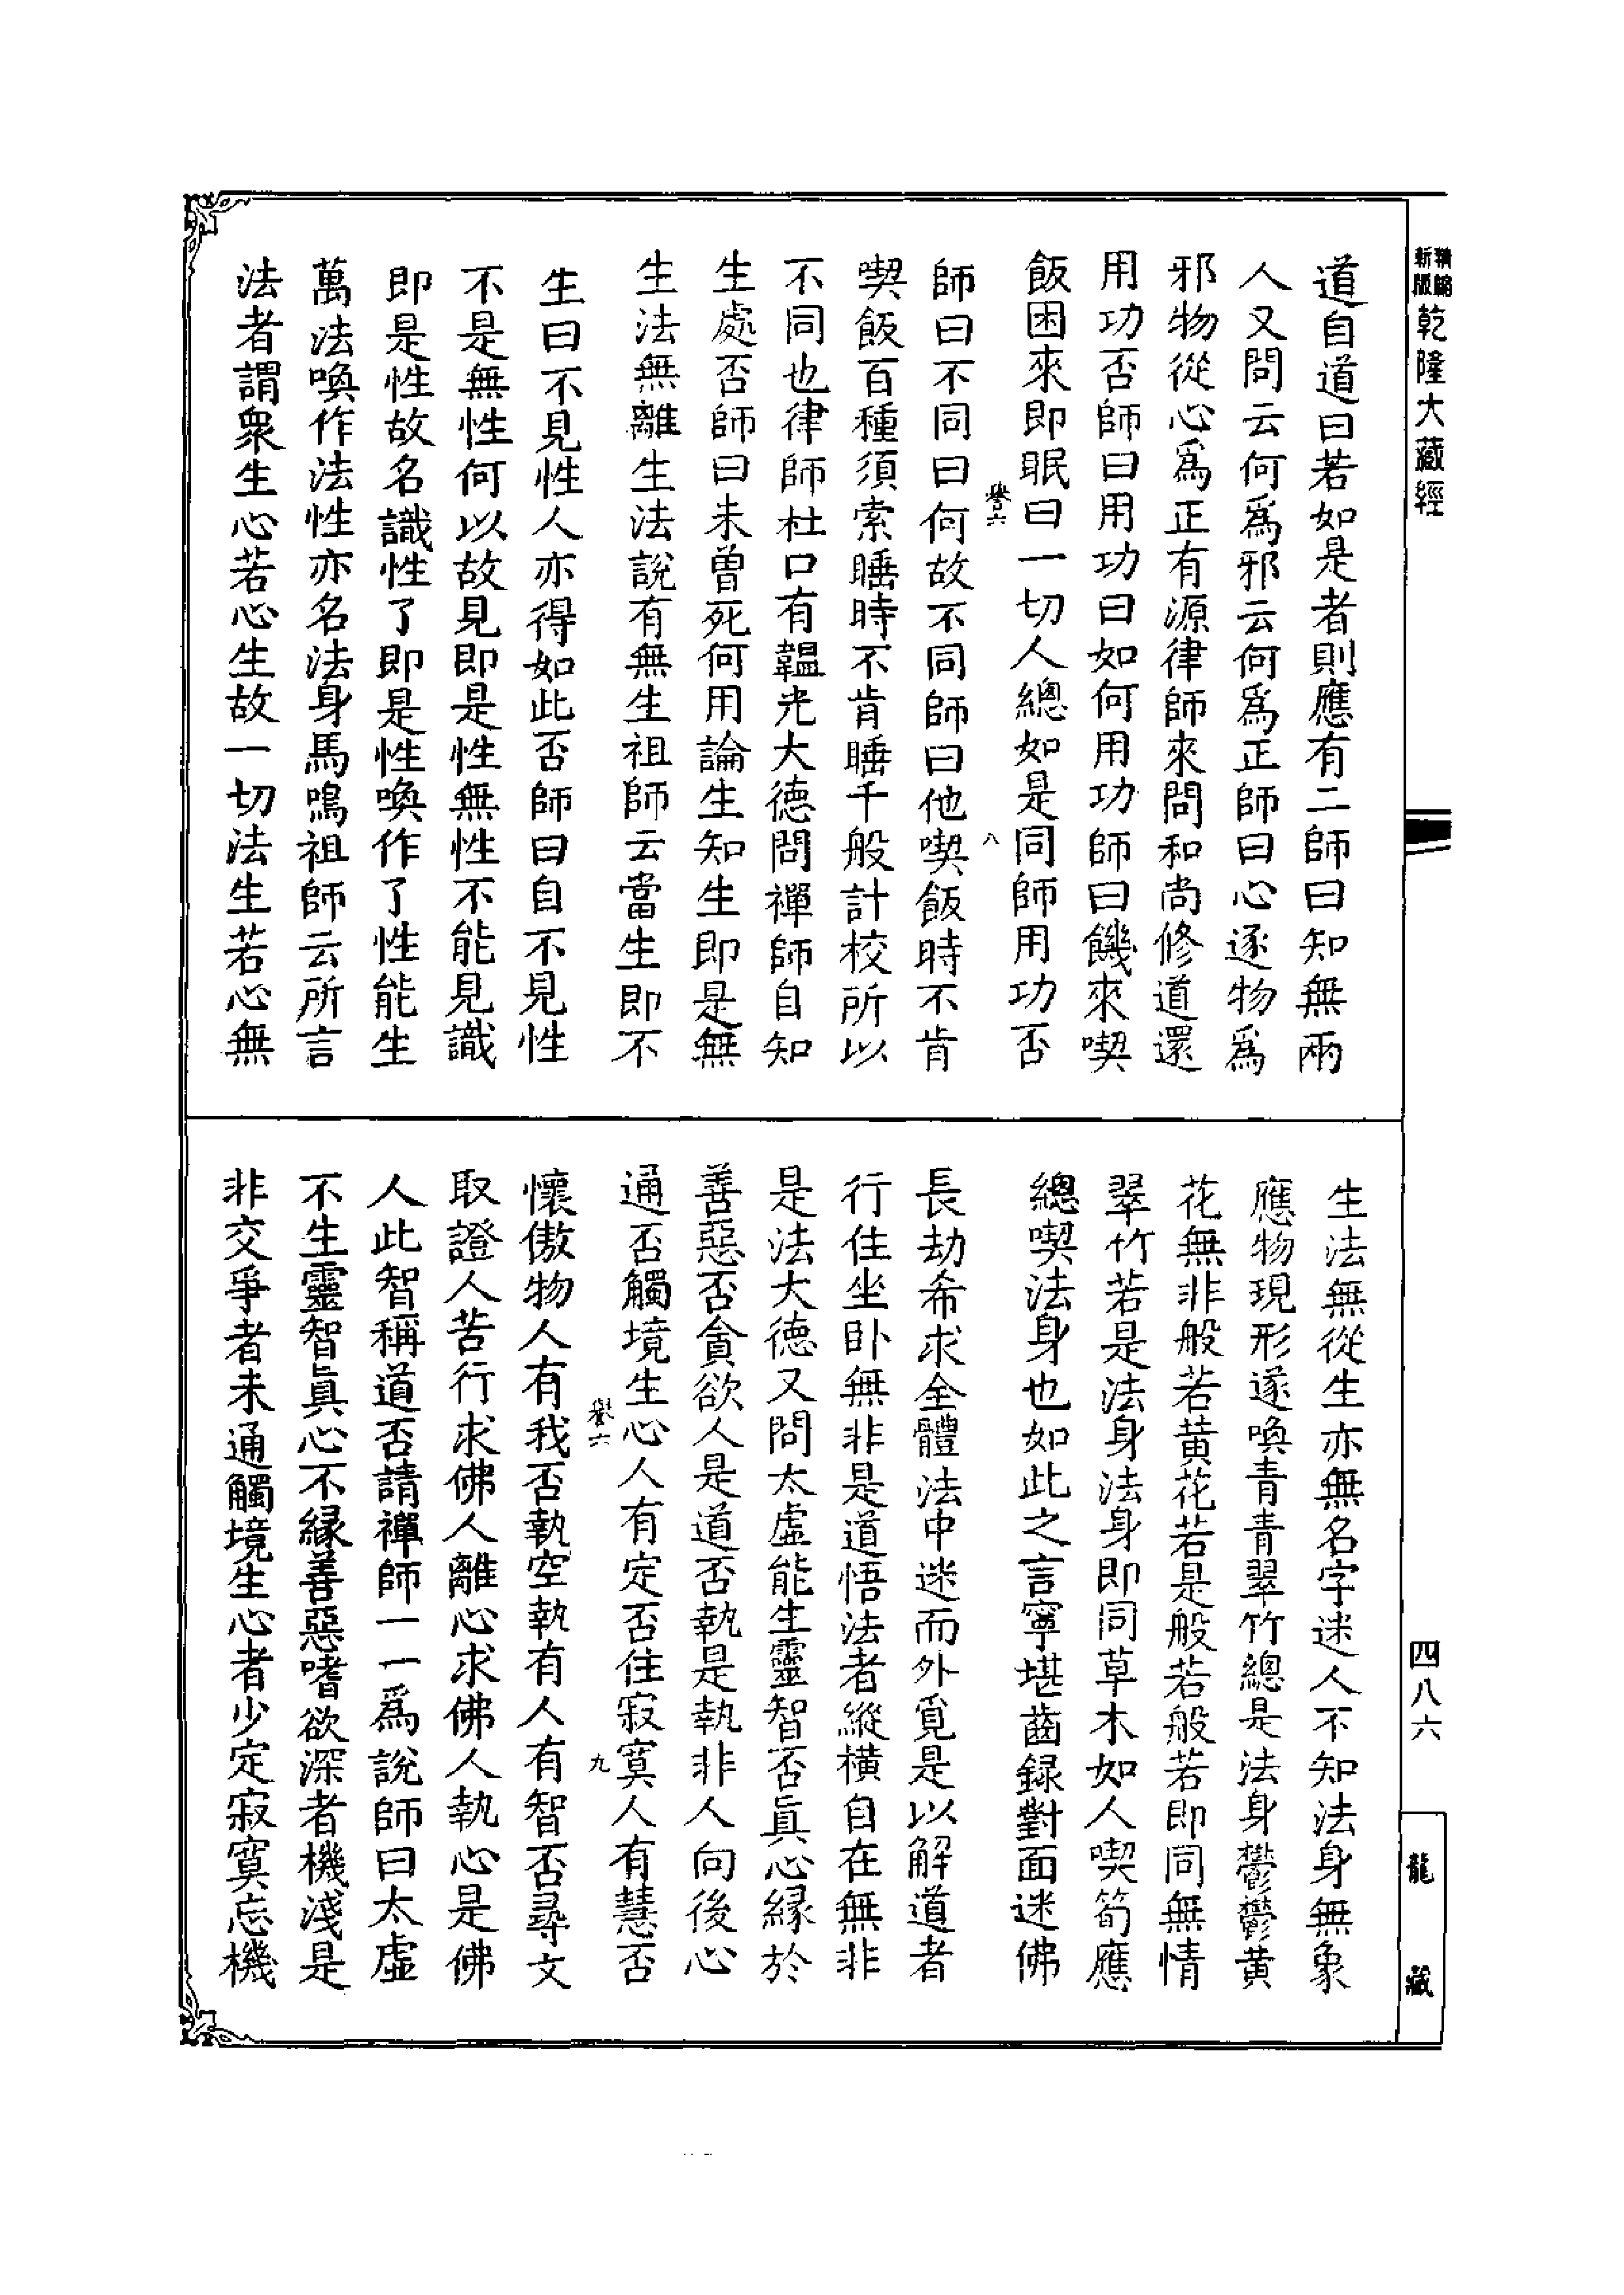 精編
新版
乾隆大藏經
道自道曰若如是者則應有二師曰知無兩
人又問云何爲邪云何爲正師曰心逐物爲
邪物從心爲正有源律師來問和尚修道還
用功否師曰用功曰如何用功師曰饑來喫
飯困來即眠曰一切人總如是同師用功否
譽六
八
師曰不同曰何故不同師曰他喫飯時不肯
喫飯百種須索睡時不肯睡千般計校所以
不同也律師杜口有韞光大德問禪師自知
生處否師曰未曾死何用論生知生即是無
生法無離生法說有無生祖師云當生即不
生曰不見性人亦得如此否師曰自不見性
不是無性何以故見即是性無性不能見識
即是性故名識性了即是性喚作了性能生
萬法喚作法性亦名法身馬鳴祖師云所言
法者謂衆生心若心生故一切法生若心無
生法無從生亦無名字迷人不知法身無象
應物現形遂喚青青翠竹總是法身鬱鬱黃
花無非般若黃花若是般若般若即同無情
翠竹若是法身法身即同草木如人喫筍應
總喫法身也如此之言寧堪齒録對面迷佛
長劫希求全體法中迷而外覓是以解道者
行住坐卧無非是道悟法者縱横自在無非
是法大德又問太虛能生靈智否眞心緣於
善惡否貪欲人是道否執是執非人向後心
通否觸境生心人有定否住寂寞人有慧否
譽六
九
懷傲物人有我否執空執有人有智否尋文
取證人苦行求佛人離心求佛人執心是佛
人此智稱道否請禪師一一爲說師曰太虛
不生靈智眞心不緣善惡嗜欲深者機淺是
非交爭者未通觸境生心者少定寂寞忘機
四八六
龍藏